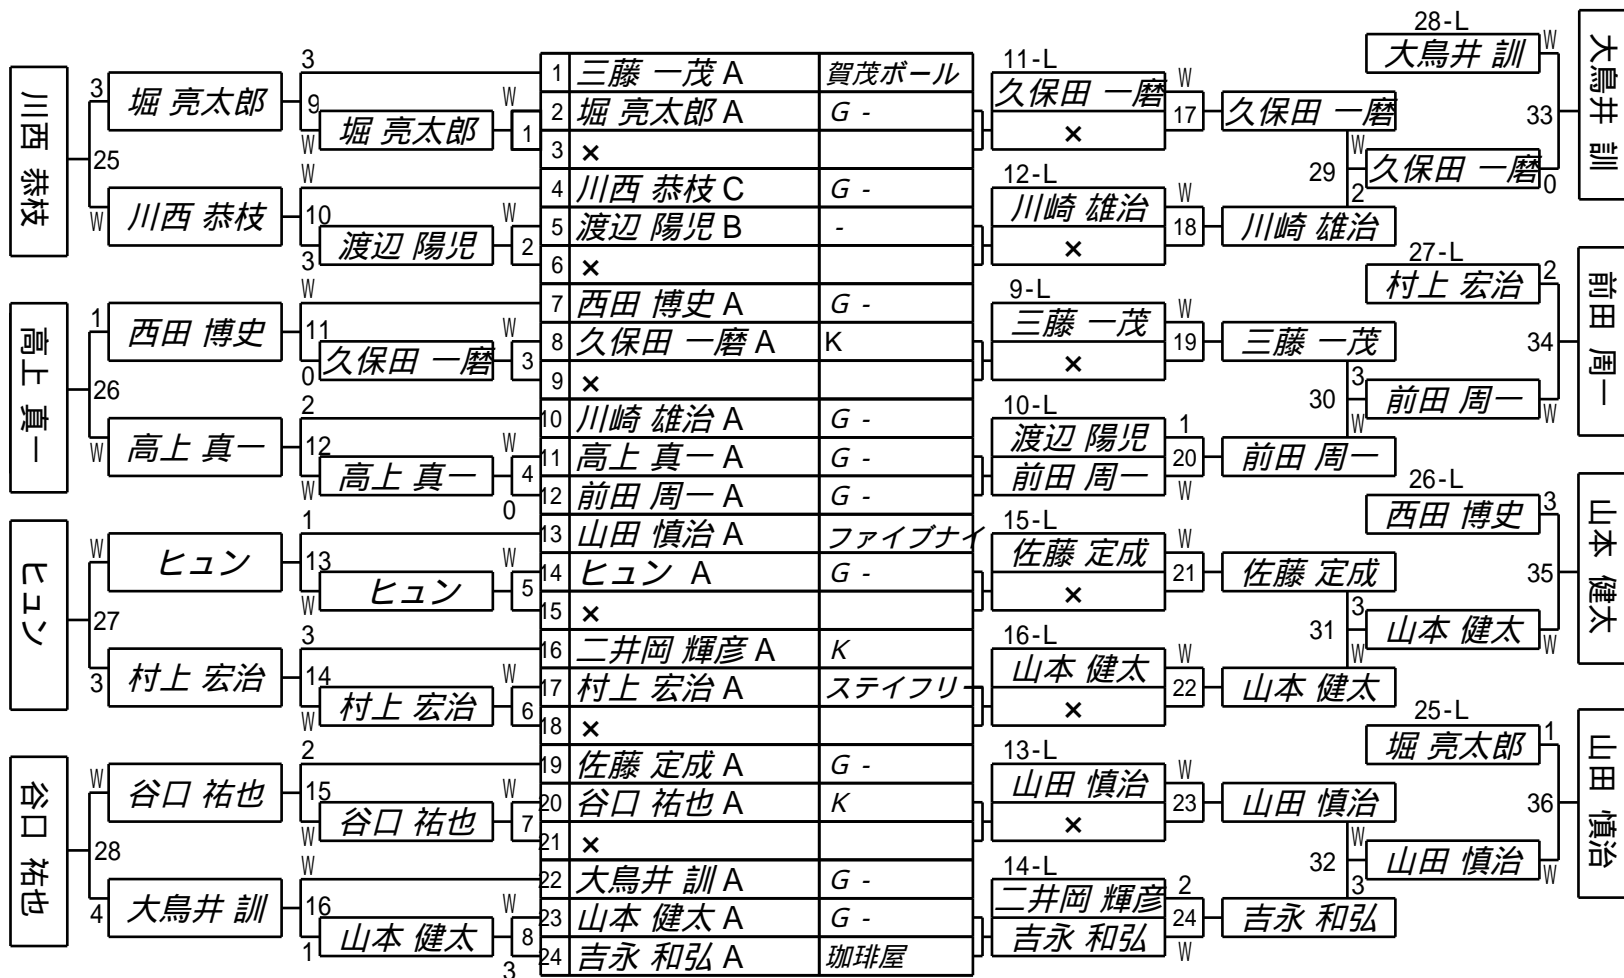 川西 恭枝
高上 真一
ヒュン
谷口 祐也
3 堀 亮太郎
25
W 川西 恭枝
1 西田 博史
26
W 高上 真一
W ヒュン
27
3 村上 宏治
W 谷口 祐也
28
4 大鳥井 訓
3
9
W 堀 亮太郎 W 1
W
10
3 渡辺 陽児 W 2
W
11
0 久保田 一磨 W 3
2
12
W 高上 真一 W 4 0
1
13
W ヒュン W 5
3
14
W 村上 宏治 W 6
2
15
W 谷口 祐也 W 7
W
16
1 山本 健太 W 8 3
1 三藤 一茂 A 賀茂ボール
2 堀 亮太郎 A G -
3 ×
4 川西 恭枝 C G -
5 渡辺 陽児 B -
6 ×
7 西田 博史 A G -
8 久保田 一磨 A K
9 ×
10 川崎 雄治 A G -
11 高上 真一 A G -
12 前田 周一 A G -
13 山田 慎治 A ファイブナイ
14 ヒュン A G -
15 ×
16 二井岡 輝彦 A K
17 村上 宏治 A ステイフリー
18 ×
19 佐藤 定成 A G -
20 谷口 祐也 A K
21 ×
22 大鳥井 訓 A G -
23 山本 健太 A G -
24 吉永 和弘 A 珈琲屋
11-L
久保田 一磨 W
× 17
12-L
川崎 雄治 W
× 18
9-L
三藤 一茂 W
× 19
10-L
渡辺 陽児 1
20
前田 周一 W
15-L
佐藤 定成 W
× 21
16-L
山本 健太 W
× 22
13-L
山田 慎治 W
× 23
14-L
二井岡 輝彦 2
24
吉永 和弘 W
久保田 一磨 W
29
川崎 雄治 2
三藤 一茂 3
30
前田 周一 W
佐藤 定成 3
31
山本 健太 W
山田 慎治 W
32
吉永 和弘 3
28-L
大鳥井 訓 W
33
久保田 一磨 0
27-L
村上 宏治 2
34
前田 周一 W
26-L
西田 博史 3
35
山本 健太 W
25-L
堀 亮太郎 1
36
山田 慎治 W
大鳥井 訓
前田 周一
山本 健太
山田 慎治